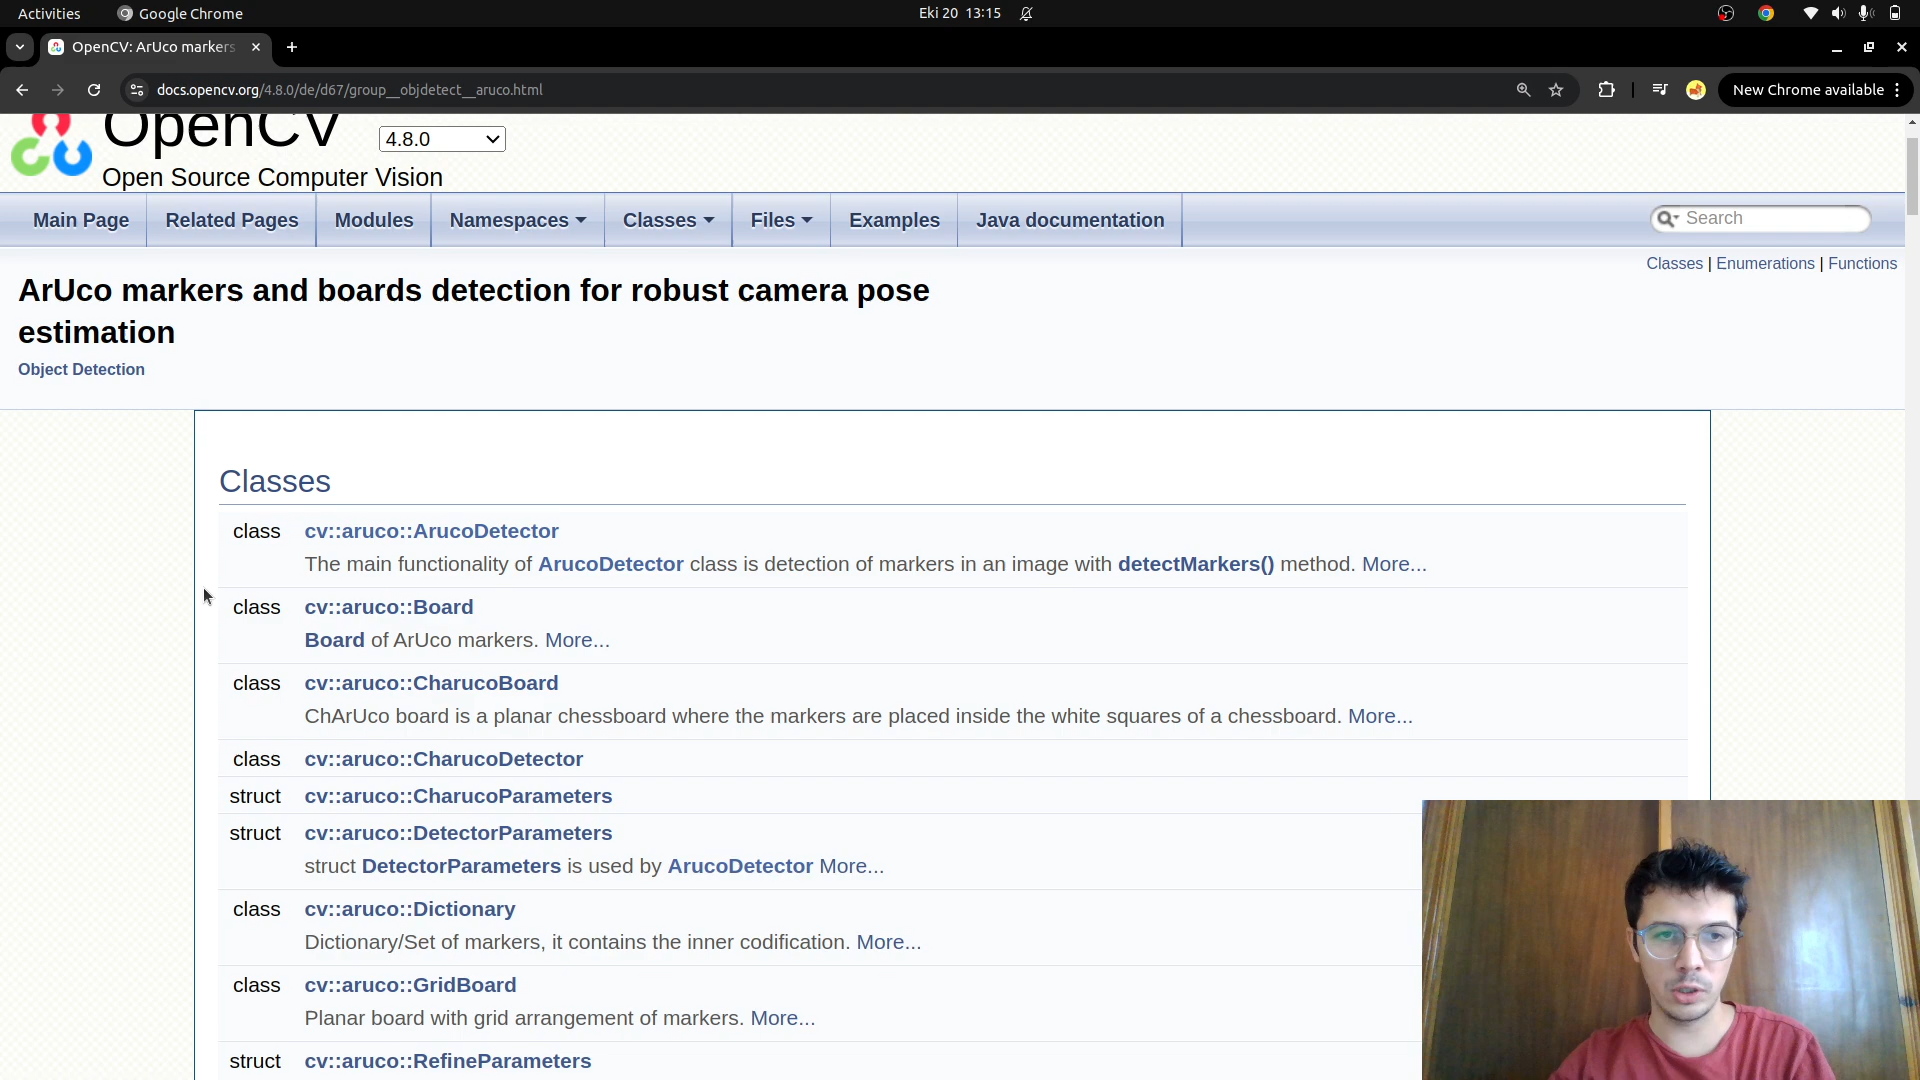 Activities
Google Chrome
Eki 20 13:15
OpenCV: ArUco markers
docs.opencv.org/4.8.0/de/d67/group__objdetect__aruco.html
New Chrome available
OpenCV
4.8.0
Open Source Computer Vision
Main Page
Related Pages
Modules
Namespaces
Classes
Files
Examples
Java documentation
Search
Classes | Enumerations | Functions
ArUco markers and boards detection for robust camera pose
estimation
Object Detection
Classes
class cv::aruco::ArucoDetector
The main functionality of ArucoDetector class is detection of markers in an image with detectMarkers() method. More...
class cv::aruco::Board
Board of ArUco markers. More...
class cv::aruco::CharucoBoard
ChArUco board is a planar chessboard where the markers are placed inside the white squares of a chessboard. More...
class cv::aruco::CharucoDetector
struct cv::aruco::CharucoParameters
struct cv::aruco::DetectorParameters
struct DetectorParameters is used by ArucoDetector More...
class cv::aruco::Dictionary
Dictionary/Set of markers, it contains the inner codification. More...
class cv::aruco::GridBoard
Planar board with grid arrangement of markers. More...
struct cv::aruco::RefineParameters